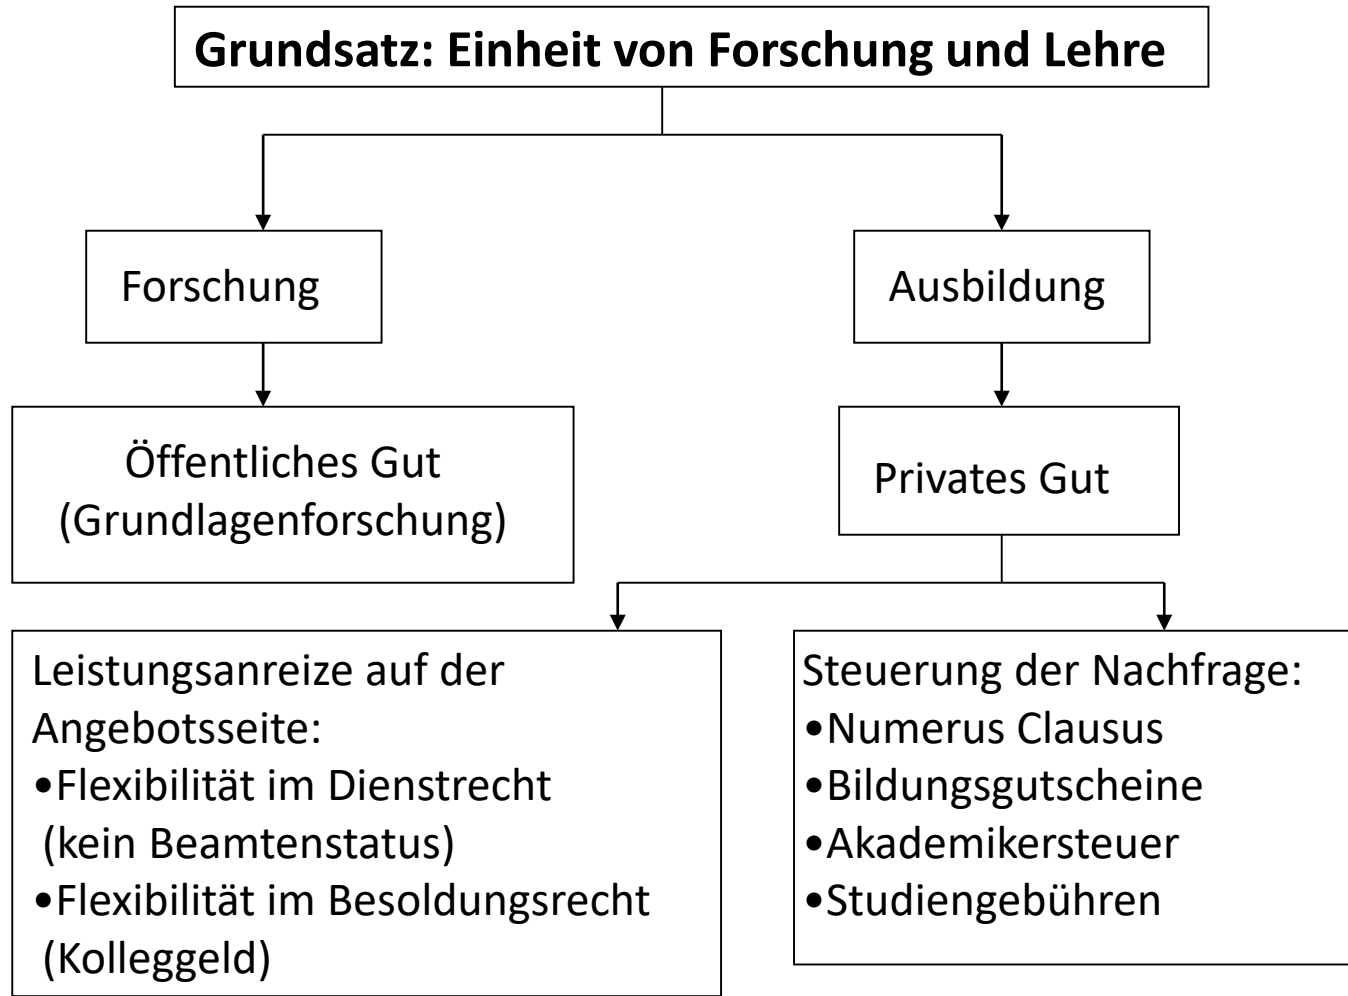 Grundsatz: Einheit von Forschung und Lehre
Forschung
Ausbildung
Öffentliches Gut
(Grundlagenforschung)
Privates Gut
Leistungsanreize auf der
Angebotsseite:
•Flexibilität im Dienstrecht
(kein Beamtenstatus)
•Flexibilität im Besoldungsrecht
(Kolleggeld)
Steuerung der Nachfrage:
•Numerus Clausus
•Bildungsgutscheine
•Akademikersteuer
•Studiengebühren